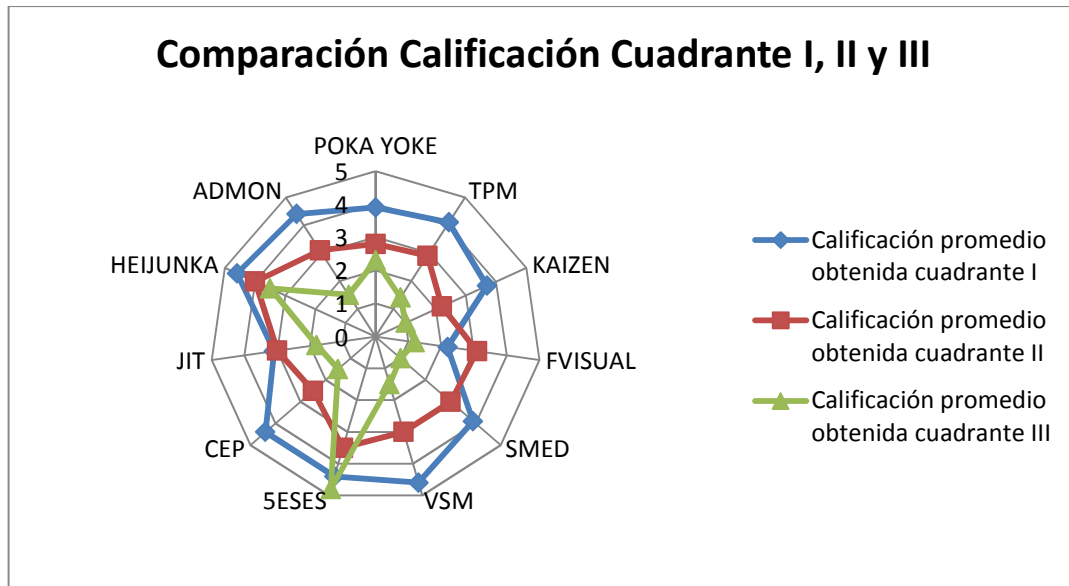 Comparación Calificación Cuadrante I, II y III
POKA YOKE
TPM
KAIZEN
FVISUAL
SMED
VSM
5ESES
CEP
JIT
HEIJUNKA
ADMON
5
4
3
2
1
0
Calificación promedio
obtenida cuadrante I
Calificación promedio
obtenida cuadrante II
Calificación promedio
obtenida cuadrante III